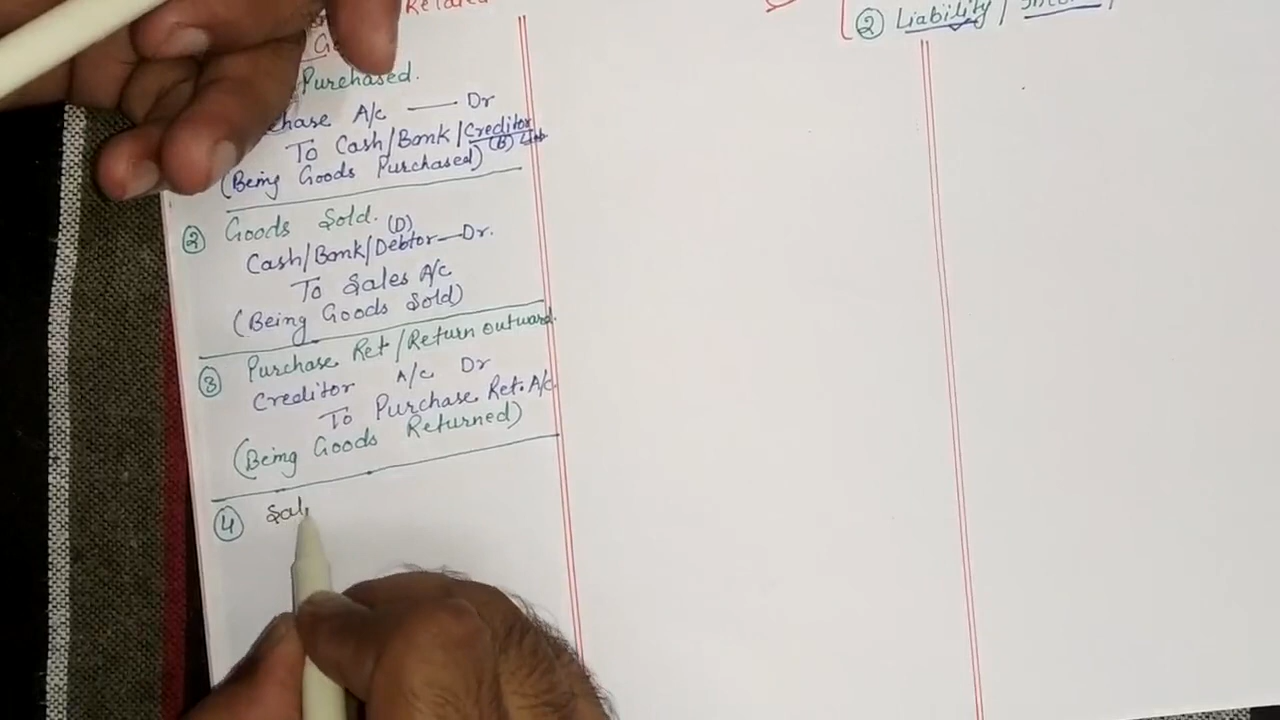 Related
② Liability /
Purchased.
A/c —— Dr
To Cash/Bank/Creditor
(B)
(Being Goods Purchased)
② Goods Sold.
(D)
Cash/Bank/Debtor—Dr.
To Sales A/c
(Being Goods Sold)
③ Purchase Ret/Return outward.
Creditor A/c Dr
To Purchase Ret. A/c
(Being Goods Returned)
④ Sal